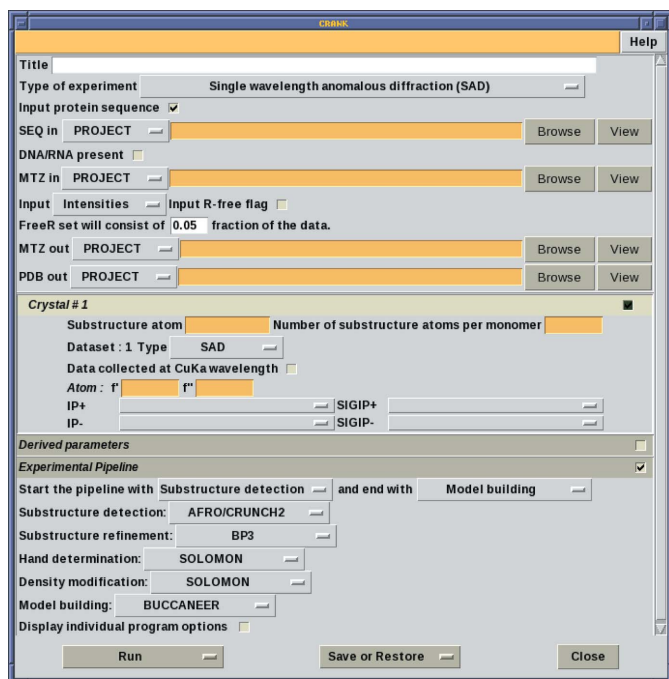 CRANK
Help
Title
Type of experiment Single wavelength anomalous diffraction (SAD)
Input protein sequence
SEQ in PROJECT Browse View
DNA/RNA present
MTZ in PROJECT Browse View
Input Intensities Input R-free flag
FreeR set will consist of 0.05 fraction of the data.
MTZ out PROJECT Browse View
PDB out PROJECT Browse View
Crystal # 1
Substructure atom Number of substructure atoms per monomer
Dataset : 1 Type SAD
Data collected at CuKa wavelength
Atom : f' f"
IP+ SIGIP+
IP- SIGIP-
Derived parameters
Experimental Pipeline
Start the pipeline with Substructure detection and end with Model building
Substructure detection: AFRO/CRUNCH2
Substructure refinement: BP3
Hand determination: SOLOMON
Density modification: SOLOMON
Model building: BUCCANEER
Display individual program options
Run Save or Restore Close